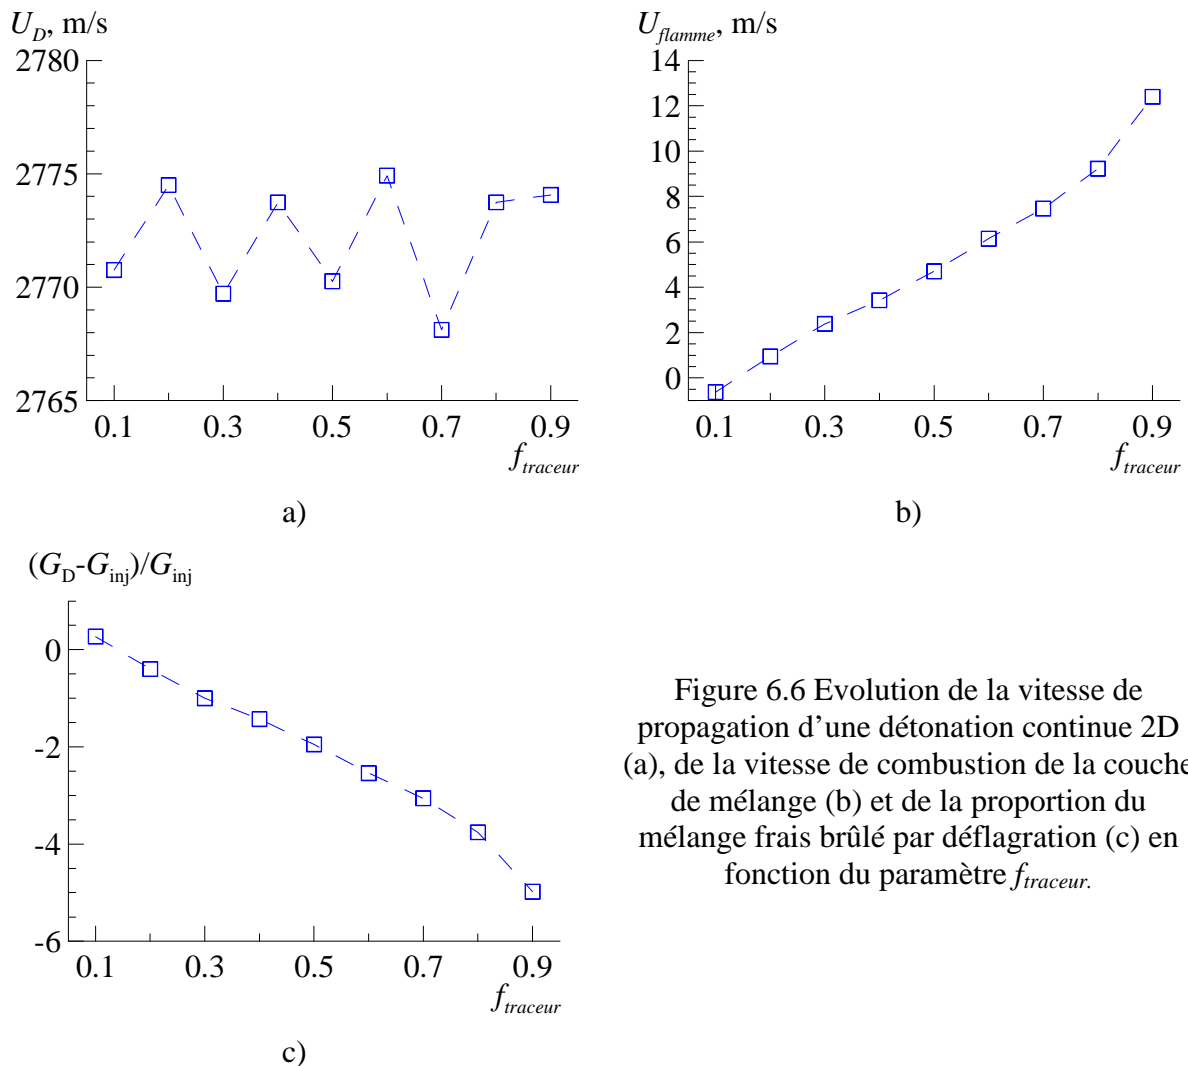 U_D, m/s
2780
2775
2770
2765
0.1 0.3 0.5 0.7 0.9
f_traceur
a)
U_flamme, m/s
14
12
10
8
6
4
2
0
0.1 0.3 0.5 0.7 0.9
f_traceur
b)
(G_D-G_inj)/G_inj
0
-2
-4
-6
0.1 0.3 0.5 0.7 0.9
f_traceur
c)
Figure 6.6 Evolution de la vitesse de
propagation d’une détonation continue 2D
(a), de la vitesse de combustion de la couche
de mélange (b) et de la proportion du
mélange frais brûlé par déflagration (c) en
fonction du paramètre f_traceur.